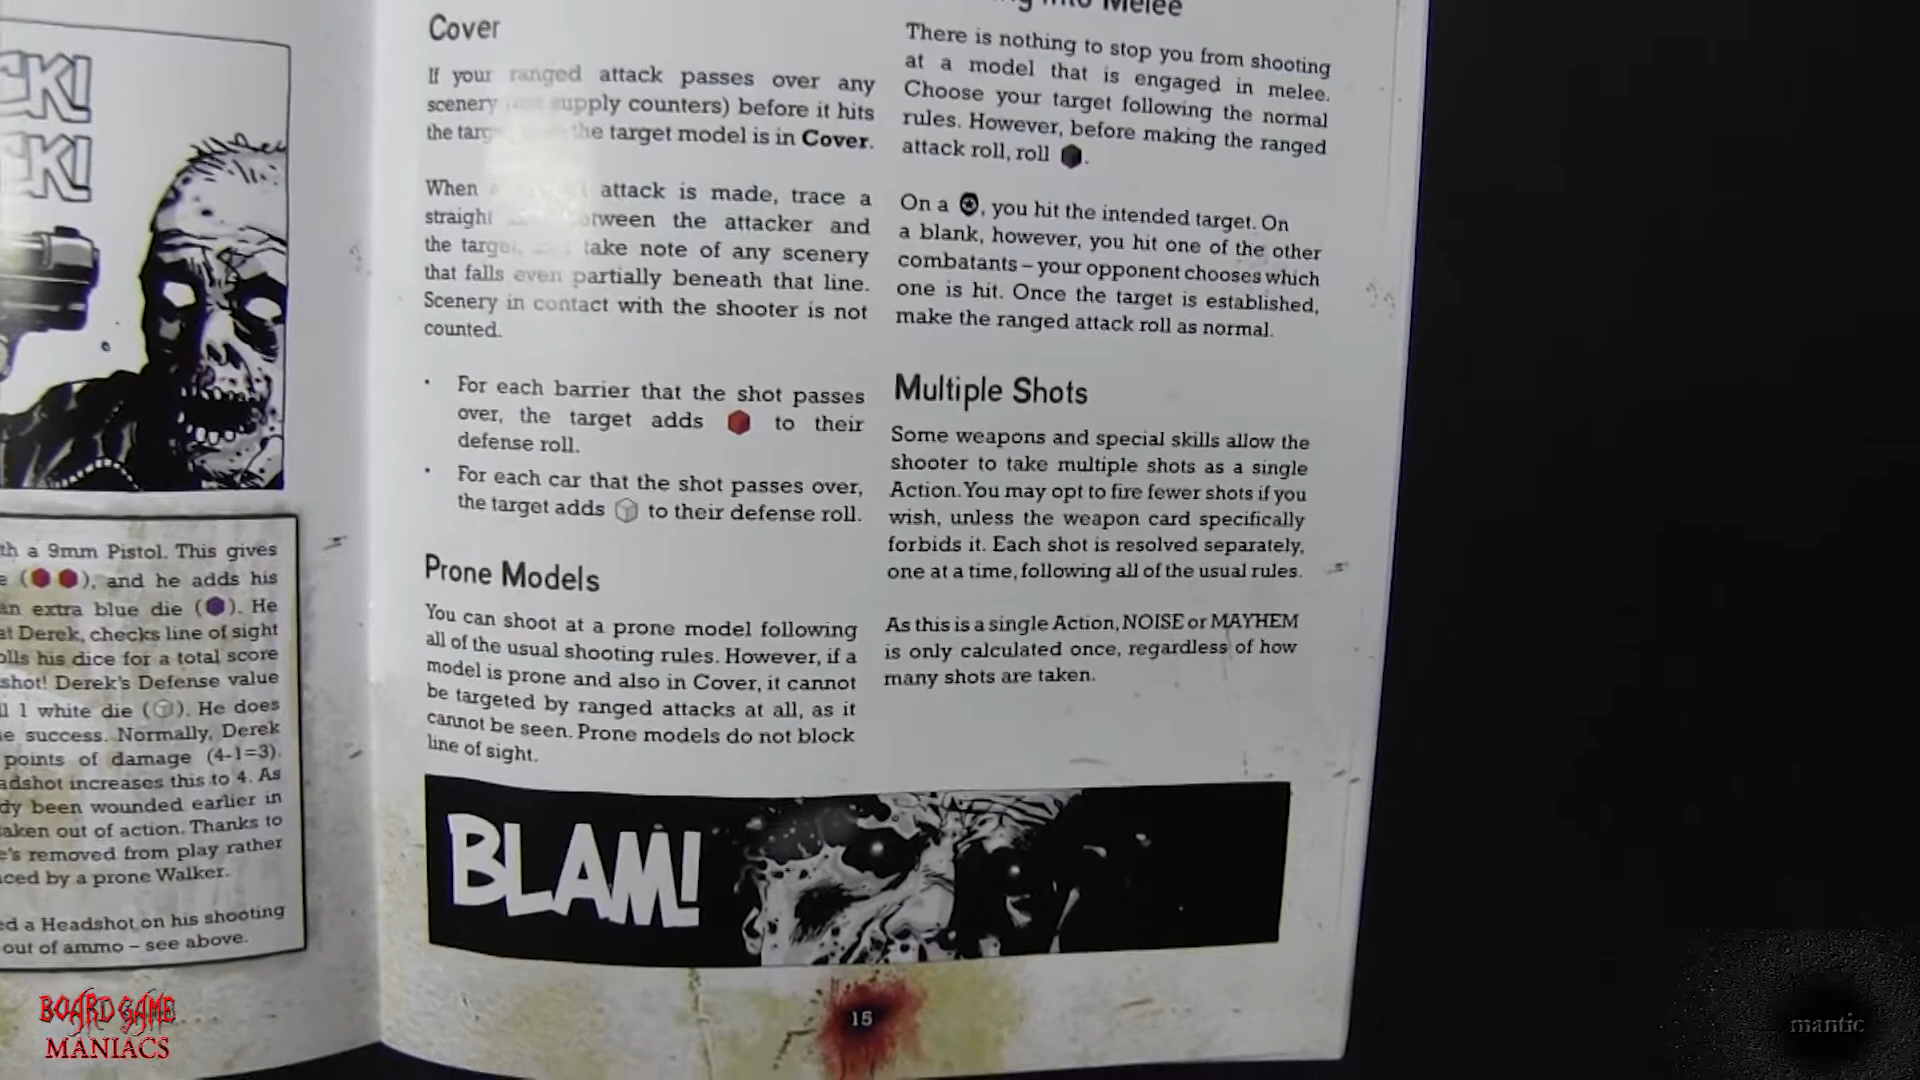 CK!
CK!
th a 9mm Pistol. This gives
e ( ), and he adds his
an extra blue die ( ). He
at Derek, checks line of sight
olls his dice for a total score
shot! Derek's Defense value
ll 1 white die ( ). He does
e success. Normally, Derek
points of damage (4-1=3).
adshot increases this to 4. As
dy been wounded earlier in
aken out of action. Thanks to
e's removed from play rather
ced by a prone Walker.
ed a Headshot on his shooting
out of ammo – see above.
Cover
If your ranged attack passes over any
scenery supply counters) before it hits
the the target model is in Cover.
When attack is made, trace a
straight between the attacker and
the take note of any scenery
that falls even partially beneath that line.
Scenery in contact with the shooter is not
counted.
• For each barrier that the shot passes
over, the target adds to their
defense roll.
• For each car that the shot passes over,
the target adds to their defense roll.
Prone Models
You can shoot at a prone model following
all of the usual shooting rules. However, if a
model is prone and also in Cover, it cannot
be targeted by ranged attacks at all, as it
cannot be seen. Prone models do not block
line of sight.
into Melee
There is nothing to stop you from shooting
at a model that is engaged in melee.
Choose your target following the normal
rules. However, before making the ranged
attack roll, roll .
On a , you hit the intended target. On
a blank, however, you hit one of the other
combatants – your opponent chooses which
one is hit. Once the target is established,
make the ranged attack roll as normal.
Multiple Shots
Some weapons and special skills allow the
shooter to take multiple shots as a single
Action. You may opt to fire fewer shots if you
wish, unless the weapon card specifically
forbids it. Each shot is resolved separately,
one at a time, following all of the usual rules.
As this is a single Action, NOISE or MAYHEM
is only calculated once, regardless of how
many shots are taken.
BLAM!
15
BOARD GAME
MANIACS
mantic